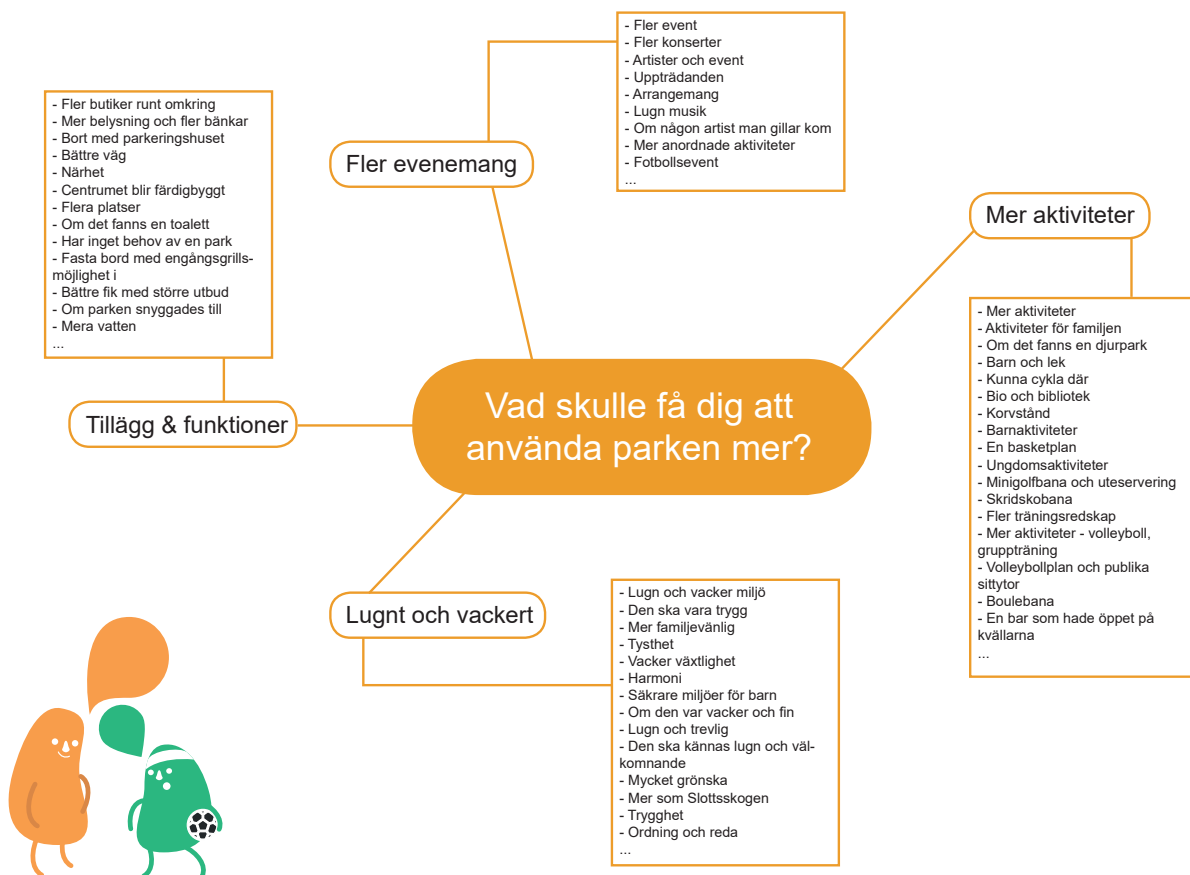 - Fler event
- Fler konserter
- Artister och event
- Uppträdanden
- Arrangemang
- Lugn musik
- Om någon artist man gillar kom
- Mer anordnade aktiviteter
- Fotbollsevent
...
Fler evenemang
- Fler butiker runt omkring
- Mer belysning och fler bänkar
- Bort med parkeringshuset
- Bättre väg
- Närhet
- Centrumet blir färdigbyggt
- Flera platser
- Om det fanns en toalett
- Har inget behov av en park
- Fasta bord med engångsgrills-
möjlighet i
- Bättre fik med större utbud
- Om parken snyggades till
- Mera vatten
...
Tillägg & funktioner
Mer aktiviteter
- Mer aktiviteter
- Aktiviteter för familjen
- Om det fanns en djurpark
- Barn och lek
- Kunna cykla där
- Bio och bibliotek
- Korvstånd
- Barnaktiviteter
- En basketplan
- Ungdomsaktiviteter
- Minigolfbana och uteservering
- Skridskobana
- Fler träningsredskap
- Mer aktiviteter - volleyboll,
gruppträning
- Volleybollplan och publika
sittytor
- Boulebana
- En bar som hade öppet på
kvällarna
...
Vad skulle få dig att
använda parken mer?
Lugnt och vackert
- Lugn och vacker miljö
- Den ska vara trygg
- Mer familjevänlig
- Tysthet
- Vacker växtlighet
- Harmoni
- Säkrare miljöer för barn
- Om den var vacker och fin
- Lugn och trevlig
- Den ska kännas lugn och väl-
komnande
- Mycket grönska
- Mer som Slottsskogen
- Trygghet
- Ordning och reda
...